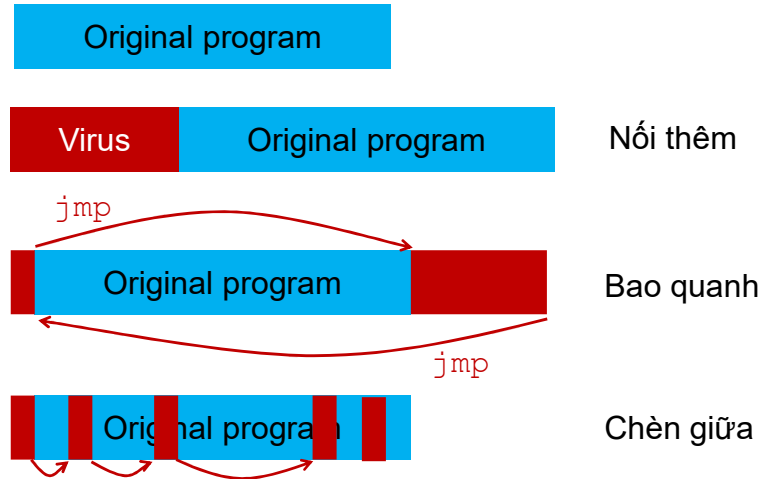 Original program
Virus Original program Nối thêm
jmp
Original program Bao quanh
jmp
Original program Chèn giữa